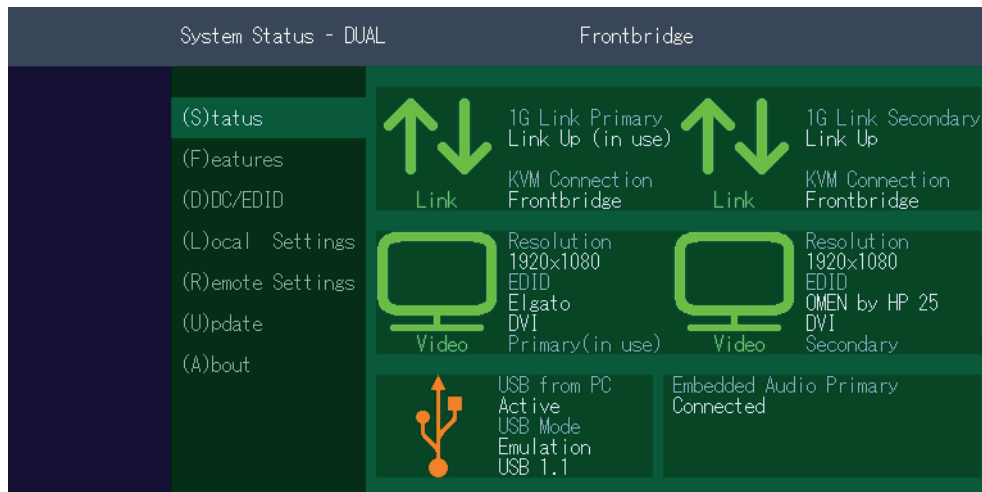 System Status - DUAL
Frontbridge
(S)tatus
(F)eatures
(D)DC/EDID
(L)ocal Settings
(R)emote Settings
(U)pdate
(A)bout
Link
1G Link Primary
Link Up (in use)
KVM Connection
Frontbridge
Link
1G Link Secondary
Link Up
KVM Connection
Frontbridge
Video
Resolution
1920x1080
EDID
Elgato
DVI
Primary(in use)
Video
Resolution
1920x1080
EDID
OMEN by HP 25
DVI
Secondary
USB from PC
Active
USB Mode
Emulation
USB 1.1
Embedded Audio Primary
Connected